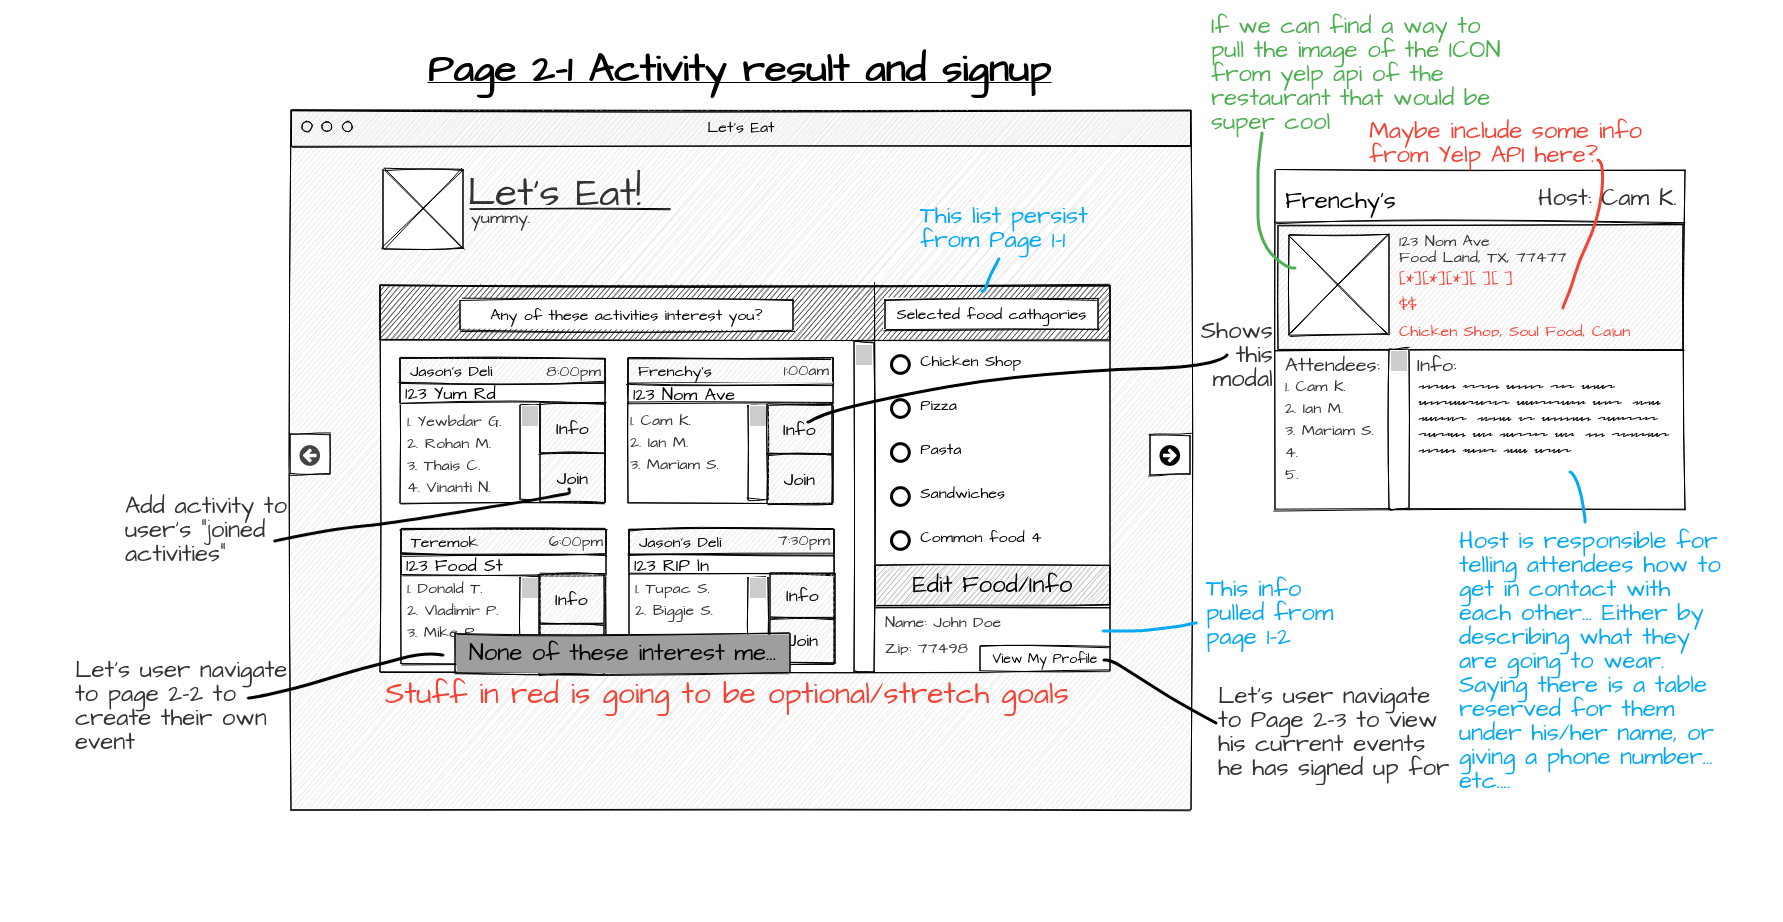 If we can find a way to
pull the image of the ICON
from yelp api of the
restaurant that would be
super cool
Page 2-1 Activity result and signup
Let's Eat
Maybe include some info
from Yelp API here?
Let's Eat!
yummy.
This list persist
from Page 1-1
Frenchy's
Host: Cam K.
123 Nom Ave
Food Land, TX, 77477
[*][*][*][ ][ ]
$$
Chicken Shop, Soul Food, Cajun
Attendees:
1. Cam K.
2. Ian M.
3. Mariam S.
4.
5.
Info:
Any of these activities interest you?
Selected food cathgories
Shows
this
modal
Jason's Deli 8:00pm
123 Yum Rd
1. Yewbdar G.
2. Rohan M.
3. Thais C.
4. Vinanti N.
Info
Join
Frenchy's 1:00am
123 Nom Ave
1. Cam K.
2. Ian M.
3. Mariam S.
Info
Join
Chicken Shop
Pizza
Pasta
Sandwiches
Common food 4
Add activity to
user's "joined
activities"
Teremok 6:00pm
123 Food St
1. Donald T.
2. Vladimir P.
3. Mike P.
Info
Jason's Deli 7:30pm
123 RIP ln
1. Tupac S.
2. Biggie S.
Info
Join
Edit Food/Info
Name: John Doe
Zip: 77498
View My Profile
This info
pulled from
page 1-2
Host is responsible for
telling attendees how to
get in contact with
each other... Either by
describing what they
are going to wear.
Saying there is a table
reserved for them
under his/her name, or
giving a phone number...
etc....
None of these interest me...
Let's user navigate
to page 2-2 to
create their own
event
Stuff in red is going to be optional/stretch goals
Let's user navigate
to Page 2-3 to view
his current events
he has signed up for